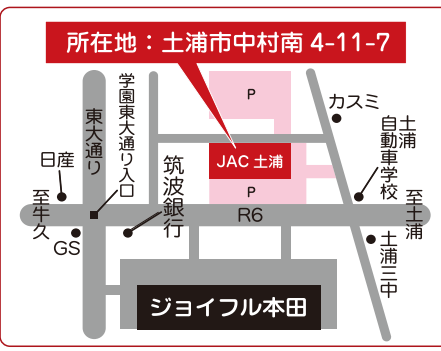 所在地：土浦市中村南 4-11-7
学園東大通り入口
東大通り
日産
至牛久
GS
筑波銀行
P
JAC 土浦
P
R6
カスミ
土浦
自動車学校
至土浦
土浦三中
ジョイフル本田